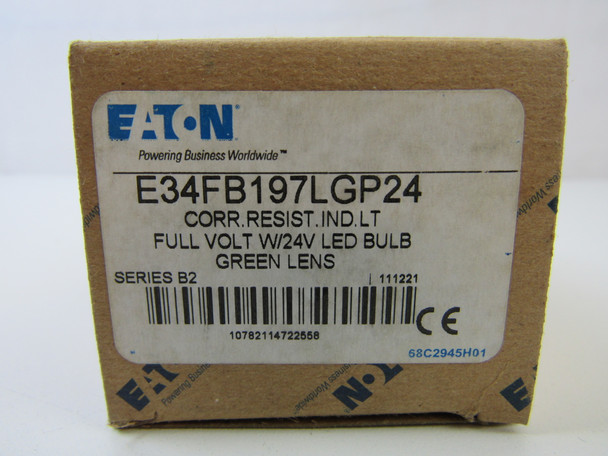 EATON
Powering Business Worldwide™
E34FB197LGP24
CORR.RESIST.IND.LT
FULL VOLT W/24V LED BULB
GREEN LENS
SERIES B2 111221
CE
10782114722558
68C2945H01
EATON
Powering Business Worldwide